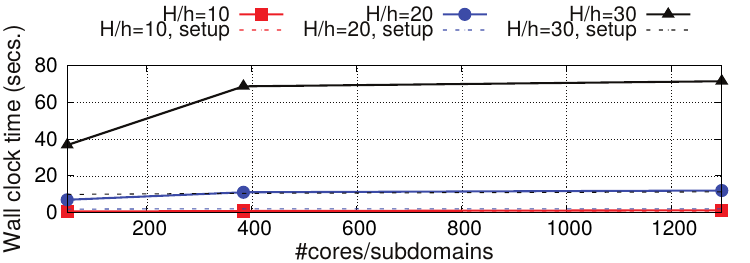 H/h=10 H/h=20 H/h=30
H/h=10, setup H/h=20, setup H/h=30, setup
Wall clock time (secs.)
80
60
40
20
0
200 400 600 800 1000 1200
#cores/subdomains